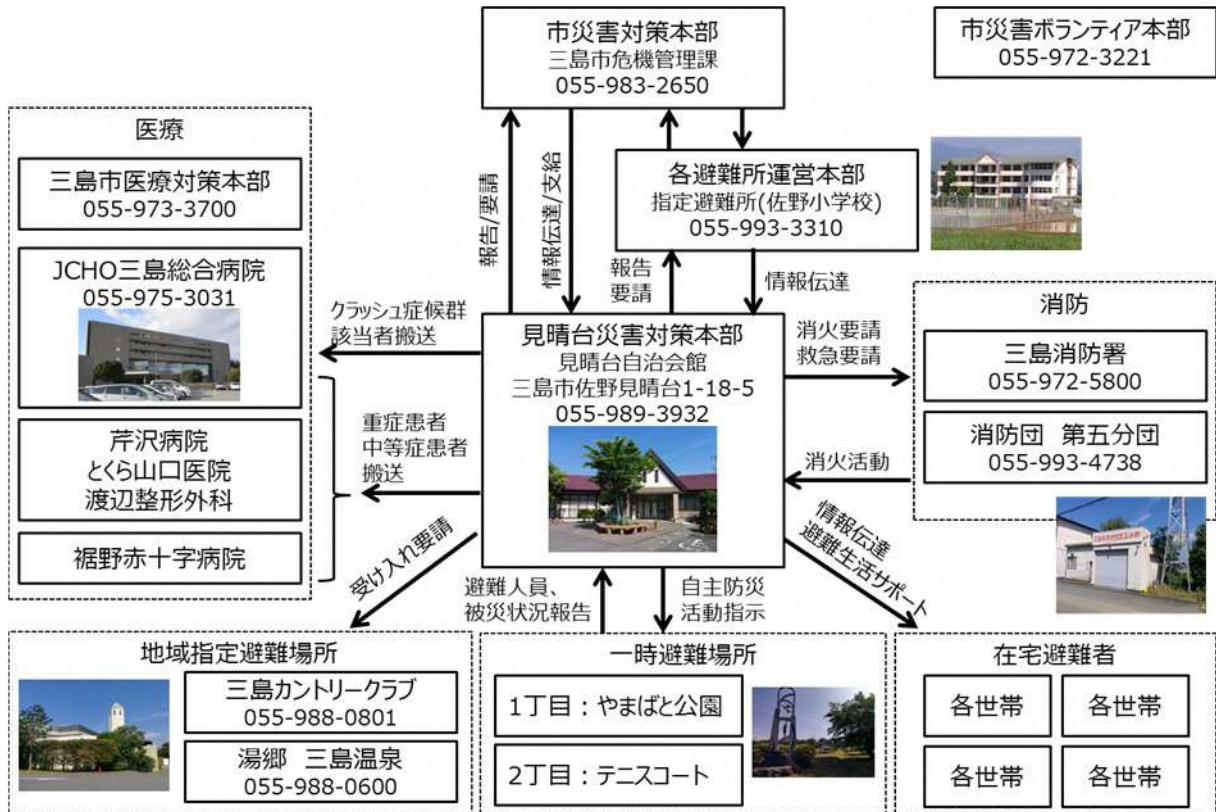 市災害対策本部
三島市危機管理課
055-983-2650
市災害ボランティア本部
055-972-3221
医療
三島市医療対策本部
055-973-3700
JCHO三島総合病院
055-975-3031
芹沢病院
とくら山口医院
渡辺整形外科
裾野赤十字病院
報告/要請
情報伝達/支給
各避難所運営本部
指定避難所(佐野小学校)
055-993-3310
報告
要請
情報伝達
クラッシュ症候群
該当者搬送
重症患者
中等症患者
搬送
見晴台災害対策本部
見晴台自治会館
三島市佐野見晴台1-18-5
055-989-3932
消火要請
救急要請
消火活動
消防
三島消防署
055-972-5800
消防団 第五分団
055-993-4738
受け入れ要請
避難人員、
被災状況報告
自主防災
活動指示
情報伝達
避難生活サポート
地域指定避難場所
三島カントリークラブ
055-988-0801
湯郷 三島温泉
055-988-0600
一時避難場所
1丁目：やまばと公園
2丁目：テニスコート
在宅避難者
各世帯
各世帯
各世帯
各世帯